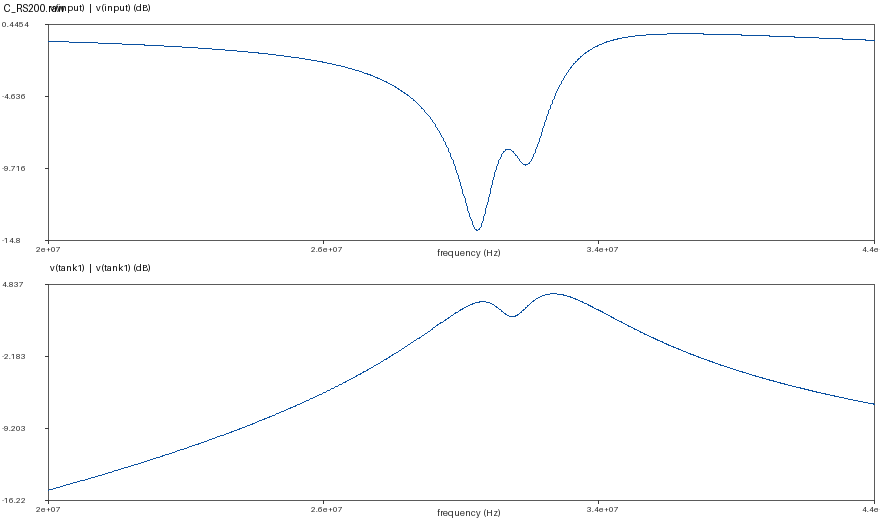 C_RS200.raw v(input) | v(input) (dB)
0.4454
-4.636
-9.716
-14.8
2e+07 2.6e+07 3.4e+07 4.4e
frequency (Hz)
v(tank1) | v(tank1) (dB)
4.837
-2.183
-9.203
-16.22
2e+07 2.6e+07 3.4e+07 4.4e
frequency (Hz)